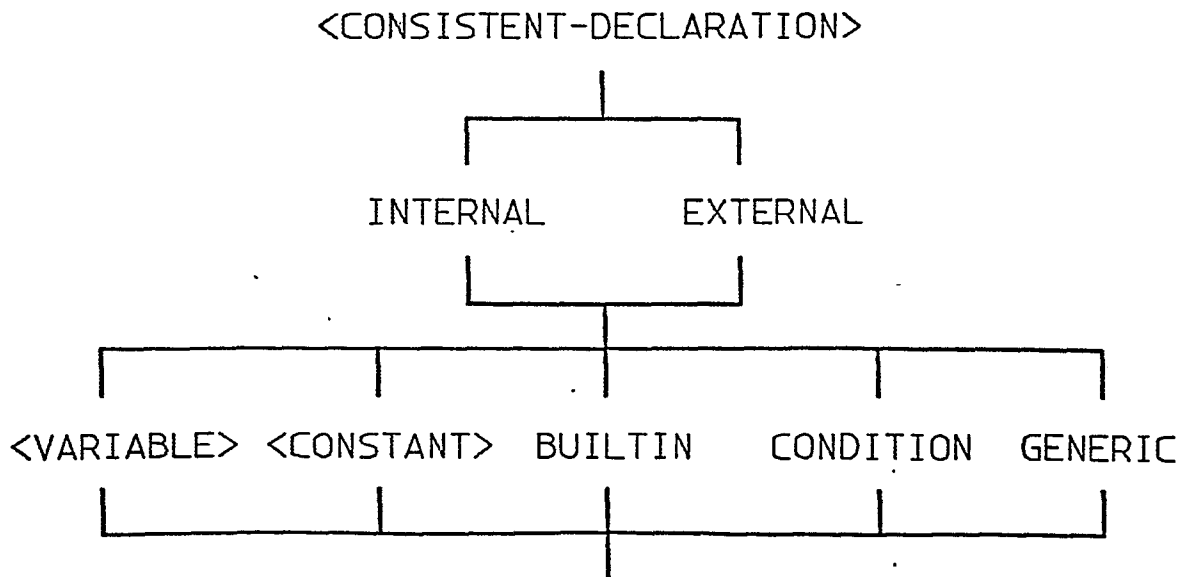 <CONSISTENT-DECLARATION>
INTERNAL EXTERNAL
<VARIABLE> <CONSTANT> BUILTIN CONDITION GENERIC